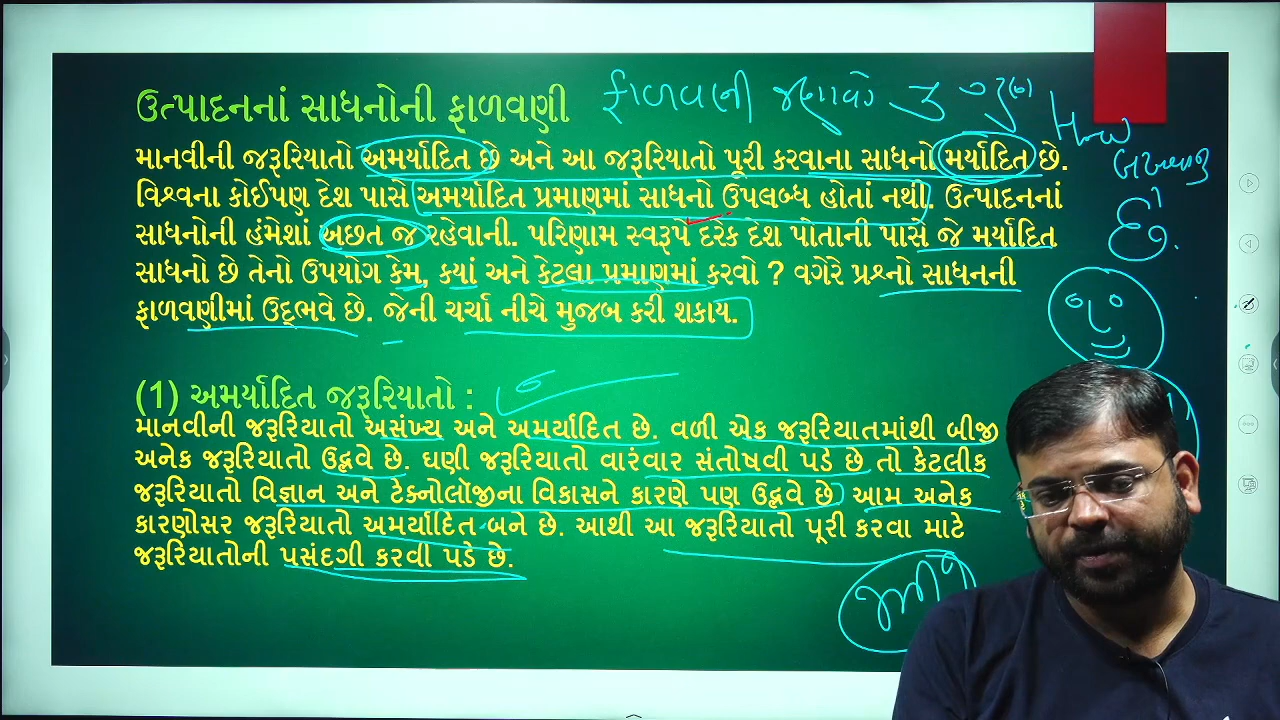 ઉત્પાદનનાં સાધનોની ફાળવણી
ફાળવણી જણાવો 3 ગુણ
માનવીની જરૂરિયાતો અમર્યાદિત છે અને આ જરૂરિયાતો પૂરી કરવાના સાધનો મર્યાદિત છે.
વિશ્વના કોઈપણ દેશ પાસે અમર્યાદિત પ્રમાણમાં સાધનો ઉપલબ્ધ હોતાં નથી. ઉત્પાદનનાં
સાધનોની હંમેશાં અછત જ રહેવાની. પરિણામ સ્વરૂપે દરેક દેશ પોતાની પાસે જે મર્યાદિત
સાધનો છે તેનો ઉપયોગ કેમ, કયાં અને કેટલા પ્રમાણમાં કરવો ? વગેરે પ્રશ્નો સાધનની
ફાળવણીમાં ઉદ્ભવે છે. જેની ચર્ચા નીચે મુજબ કરી શકાય.
(1) અમર્યાદિત જરૂરિયાતો :
માનવીની જરૂરિયાતો અસંખ્ય અને અમર્યાદિત છે. વળી એક જરૂરિયાતમાંથી બીજી
અનેક જરૂરિયાતો ઉદ્ભવે છે. ઘણી જરૂરિયાતો વારંવાર સંતોષવી પડે છે તો કેટલીક
જરૂરિયાતો વિજ્ઞાન અને ટેક્નોલૉજીના વિકાસને કારણે પણ ઉદ્ભવે છે આમ અનેક
કારણોસર જરૂરિયાતો અમર્યાદિત બને છે. આથી આ જરૂરિયાતો પૂરી કરવા માટે
જરૂરિયાતોની પસંદગી કરવી પડે છે.